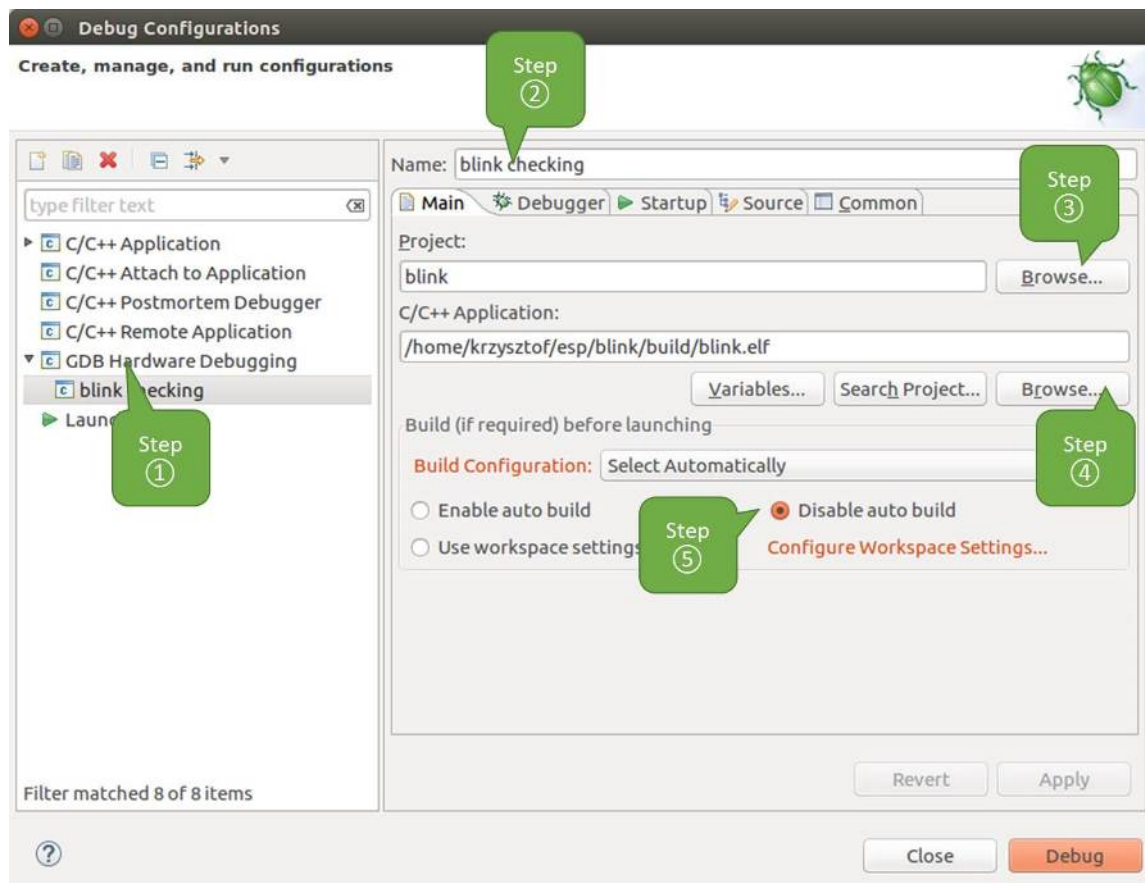 Debug Configurations
Create, manage, and run configurations
Step
②
Name: blink checking
type filter text
C/C++ Application
C/C++ Attach to Application
C/C++ Postmortem Debugger
C/C++ Remote Application
GDB Hardware Debugging
blink checking
Step
①
Main Debugger Startup Source Common
Step
③
Project:
blink
Browse...
C/C++ Application:
/home/krzysztof/esp/blink/build/blink.elf
Variables... Search Project... Browse...
Step
④
Build (if required) before launching
Build Configuration: Select Automatically
Enable auto build
Disable auto build
Step
⑤
Use workspace settings
Configure Workspace Settings...
Filter matched 8 of 8 items
Revert Apply
Close Debug